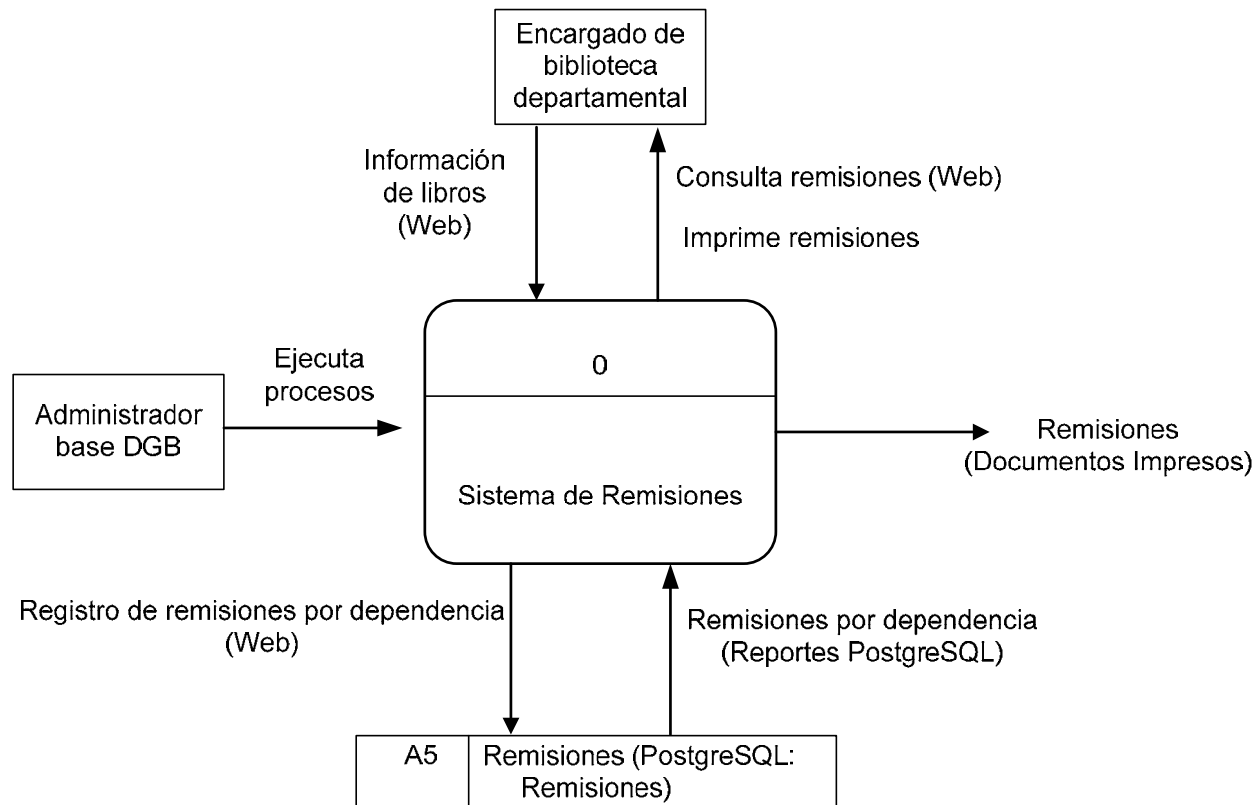 Encargado de
biblioteca
departamental
Información
de libros
(Web)
Consulta remisiones (Web)
Imprime remisiones
Ejecuta
procesos
Administrador
base DGB
0
Sistema de Remisiones
Remisiones
(Documentos Impresos)
Registro de remisiones por dependencia
(Web)
Remisiones por dependencia
(Reportes PostgreSQL)
A5
Remisiones (PostgreSQL:
Remisiones)